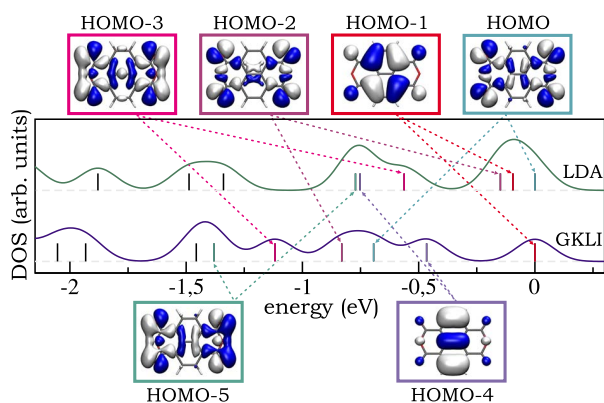 HOMO-3 HOMO-2 HOMO-1 HOMO
DOS (arb. units)
LDA
GKLI
-2 -1,5 -1 -0,5 0
energy (eV)
HOMO-5 HOMO-4